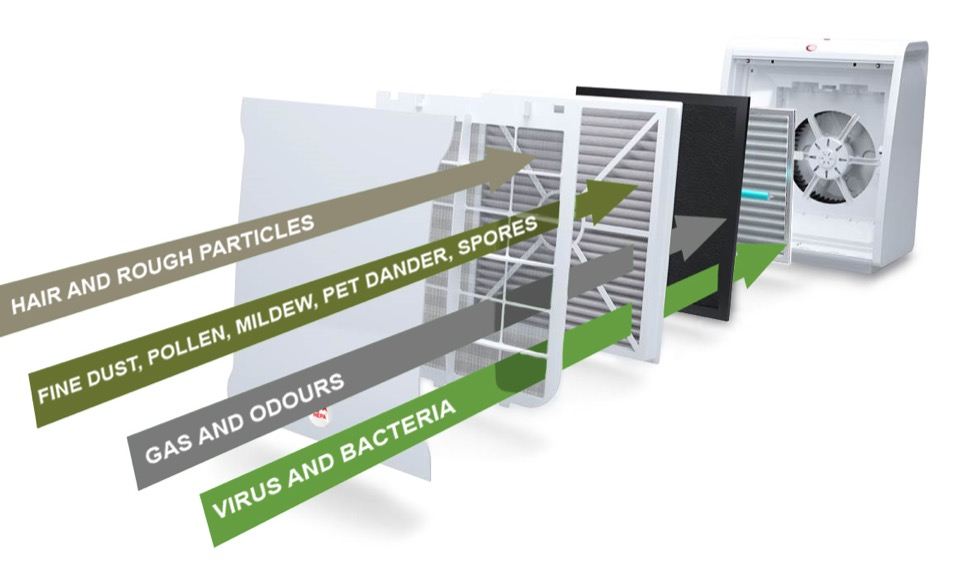 HAIR AND ROUGH PARTICLES
FINE DUST, POLLEN, MILDEW, PET DANDER, SPORES
GAS AND ODOURS
VIRUS AND BACTERIA